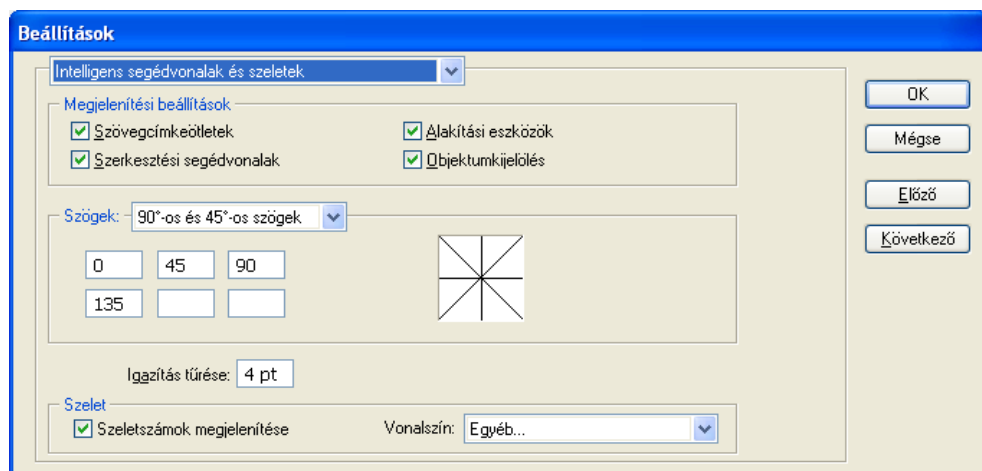 Beállítások
Intelligens segédvonalak és szeletek
OK
Megjelenítési beállítások
Szövegcímkeötletek
Alakítási eszközök
Mégse
Szerkesztési segédvonalak
Objektumkijelölés
Előző
Szögek: 90°-os és 45°-os szögek
Következő
0 45 90
135
Igazítás tűrése: 4 pt
Szelet
Szeletszámok megjelenítése
Vonalszín: Egyéb...